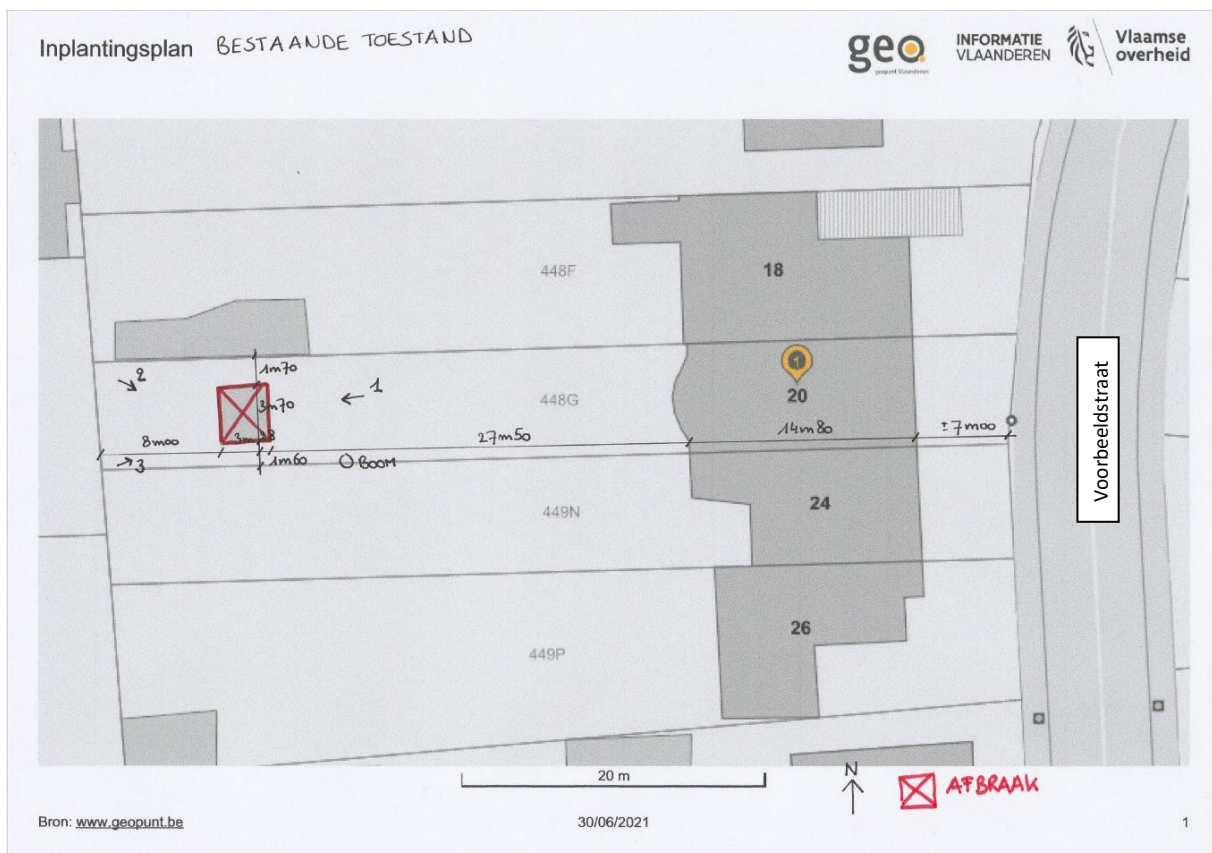 Inplantingsplan BESTAANDE TOESTAND
geo
geopunt Vlaanderen
INFORMATIE
VLAANDEREN
Vlaamse
overheid
18
448F
1m70
2
1
1
20
448G
3m70
8m00
27m50
14m80
±7m00
3
1m60
BOOM
Voorbeeldstraat
24
449N
26
449P
20 m
N
AFBRAAK
Bron: www.geopunt.be
30/06/2021
1